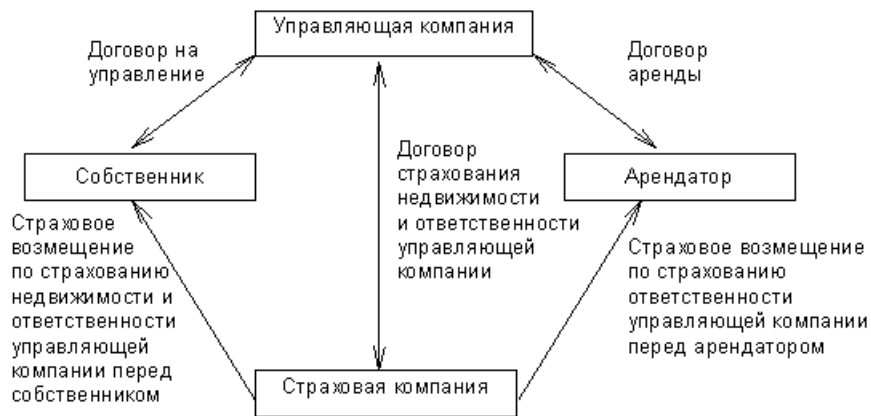 Управляющая компания
Договор на
управление
Договор
аренды
Собственник
Договор
страхования
недвижимости
и ответственности
управляющей
компании
Арендатор
Страховое
возмещение
по страхованию
недвижимости и
ответственности
управляющей
компании перед
собственником
Страховое возмещение
по страхованию
ответственности
управляющей компании
перед арендатором
Страховая компания